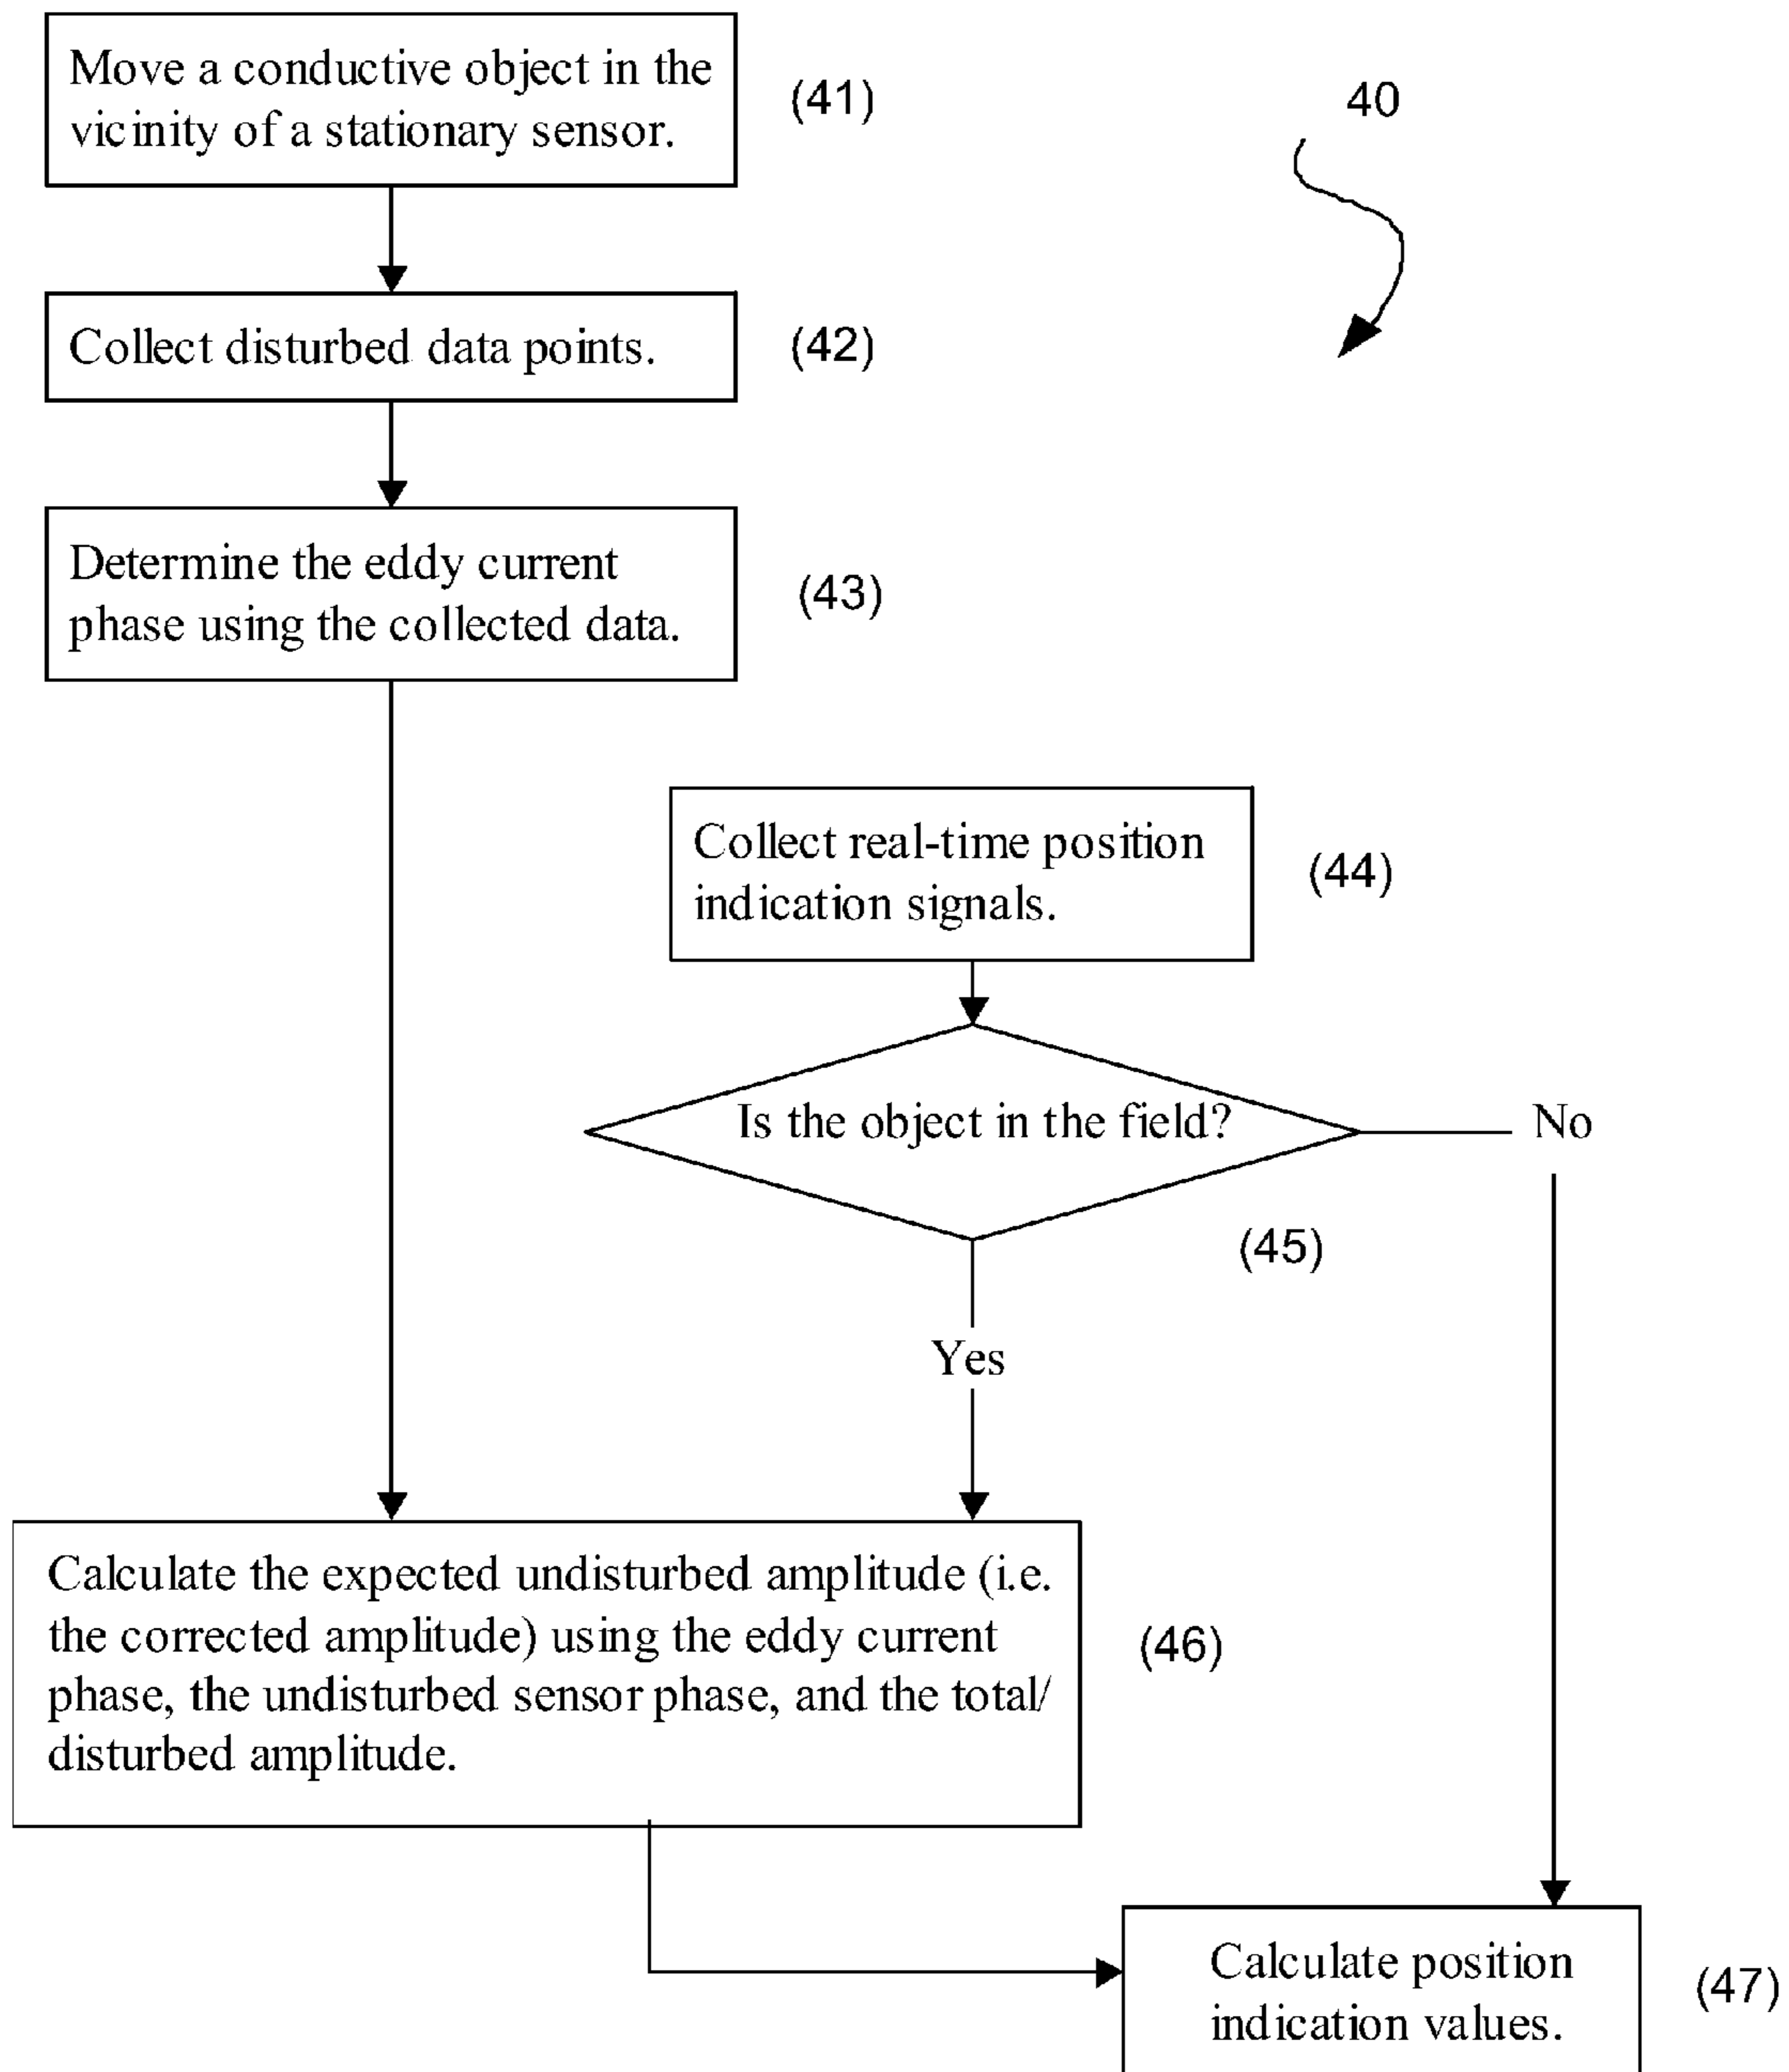 Move a conductive object in the
vicinity of a stationary sensor.
(41)
40
Collect disturbed data points.
(42)
Determine the eddy current
phase using the collected data.
(43)
Collect real-time position
indication signals.
(44)
Is the object in the field?
No
(45)
Yes
Calculate the expected undisturbed amplitude (i.e.
the corrected amplitude) using the eddy current
phase, the undisturbed sensor phase, and the total/
disturbed amplitude.
(46)
Calculate position
indication values.
(47)